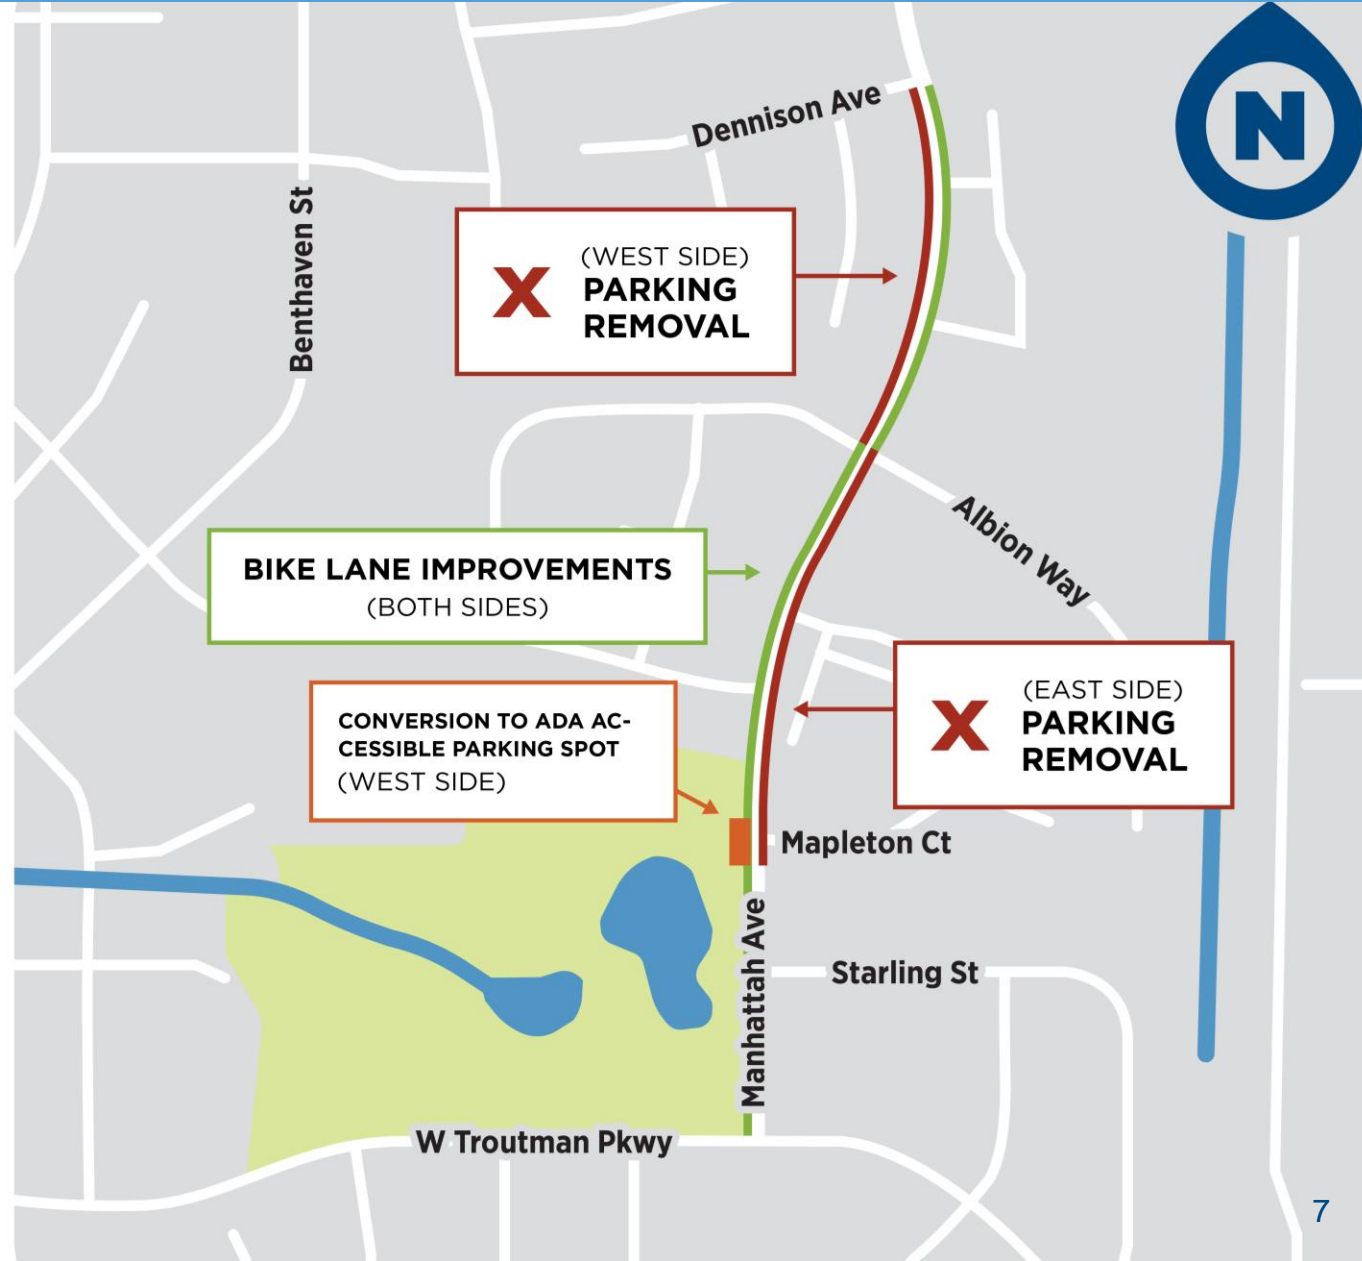 N
Dennison Ave
Benthaven St
X
(WEST SIDE)
PARKING
REMOVAL
Albion Way
BIKE LANE IMPROVEMENTS
(BOTH SIDES)
X
(EAST SIDE)
PARKING
REMOVAL
CONVERSION TO ADA AC-
CESSIBLE PARKING SPOT
(WEST SIDE)
Mapleton Ct
Manhattah Ave
Starling St
W Troutman Pkwy
7